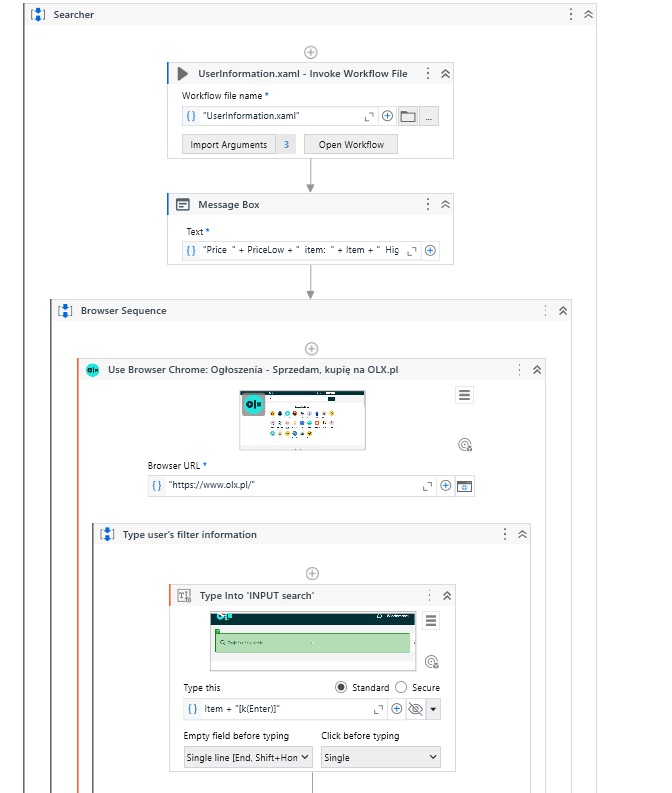 Searcher
UserInformation.xaml - Invoke Workflow File
Workflow file name *
"UserInformation.xaml"
...
Import Arguments 3 Open Workflow
Message Box
Text *
"Price " + PriceLow + " item: " + Item + " Hig
Browser Sequence
Use Browser Chrome: Ogłoszenia - Sprzedam, kupię na OLX.pl
olx
Browser URL *
"https://www.olx.pl/"
Type user's filter information
Type Into 'INPUT search'
Type this Standard Secure
Item + "[k(Enter)]"
Empty field before typing Click before typing
Single line [End, Shift+Hon Single